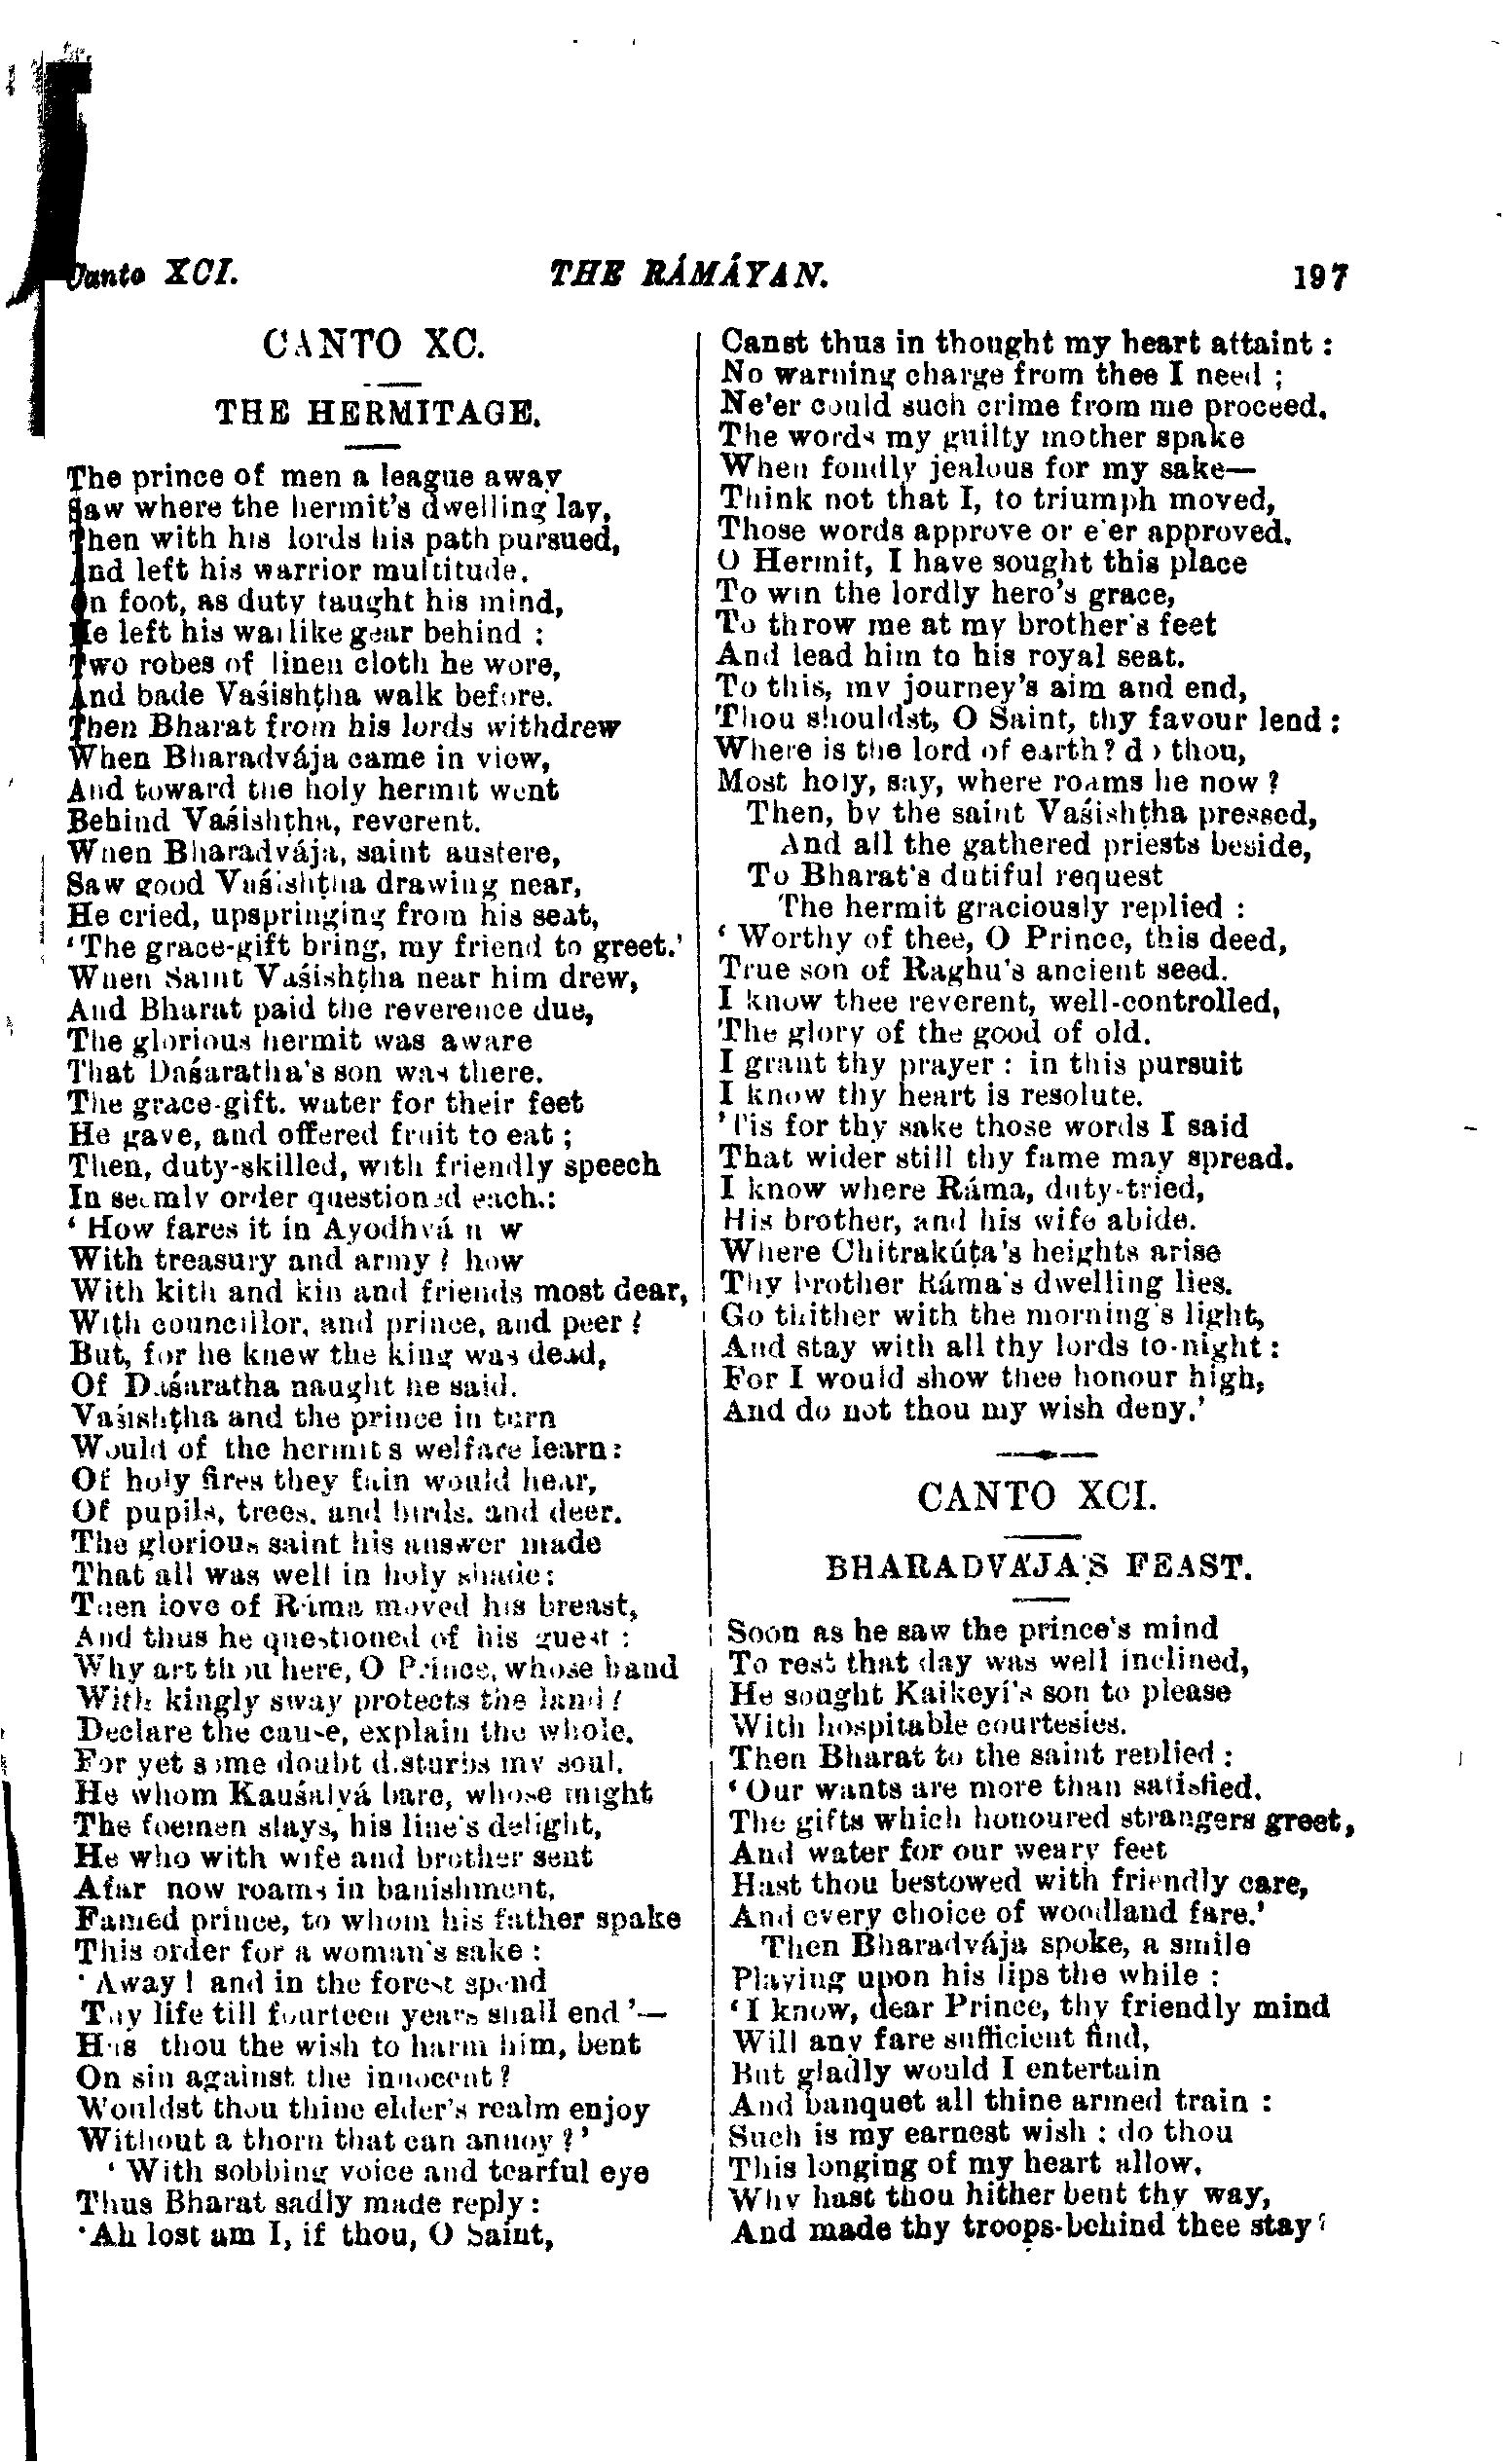 Canto XCI.
THE RÁMÁYAN.
197
CANTO XC.
THE HERMITAGE.
The prince of men a league away
Saw where the hermit's dwelling lay,
Then with his lords his path pursued,
And left his warrior multitude.
On foot, as duty taught his mind,
He left his warlike gear behind :
Two robes of linen cloth he wore,
And bade Vaśishṭha walk before.
Then Bharat from his lords withdrew
When Bharadvája came in view,
And toward the holy hermit went
Behind Vaśishṭha, reverent.
When Bharadvája, saint austere,
Saw good Vaśishṭha drawing near,
He cried, upspringing from his seat,
'The grace-gift bring, my friend to greet.'
When Saint Vaśishṭha near him drew,
And Bharat paid the reverence due,
The glorious hermit was aware
That Daśaratha's son was there.
The grace-gift, water for their feet
He gave, and offered fruit to eat ;
Then, duty-skilled, with friendly speech
In seemly order questioned each.:
' How fares it in Ayodhyá now
With treasury and army ? how
With kith and kin and friends most dear,
With councillor, and prince, and peer ?
But, for he knew the king was dead,
Of Daśaratha naught he said.
Vaśishṭha and the prince in turn
Would of the hermit's welfare learn:
Of holy fires they fain would hear,
Of pupils, trees, and birds, and deer.
The glorious saint his answer made
That all was well in holy shade:
Then love of Ráma moved his breast,
And thus he questioned of his guest :
Why art thou here, O Prince, whose band
With kingly sway protects the land ?
Declare the cause, explain the whole,
For yet some doubt disturbs my soul.
He whom Kauśalyá bare, whose might
The foemen slays, his line's delight,
He who with wife and brother sent
Afar now roams in banishment,
Famed prince, to whom his father spake
This order for a woman's sake :
' Away ! and in the forest spend
Thy life till fourteen years shall end '—
Has thou the wish to harm him, bent
On sin against the innocent ?
Wouldst thou thine elder's realm enjoy
Without a thorn that can annoy ?'
' With sobbing voice and tearful eye
Thus Bharat sadly made reply :
'Ah lost am I, if thou, O Saint,
Canst thus in thought my heart attaint :
No warning charge from thee I need ;
Ne'er could such crime from me proceed.
The words my guilty mother spake
When fondly jealous for my sake—
Think not that I, to triumph moved,
Those words approve or e'er approved.
O Hermit, I have sought this place
To win the lordly hero's grace,
To throw me at my brother's feet
And lead him to his royal seat.
To this, my journey's aim and end,
Thou shouldst, O Saint, thy favour lend :
Where is the lord of earth? do thou,
Most holy, say, where roams he now ?
Then, by the saint Vaśishṭha pressed,
And all the gathered priests beside,
To Bharat's dutiful request
The hermit graciously replied :
' Worthy of thee, O Prince, this deed,
True son of Raghu's ancient seed.
I know thee reverent, well-controlled,
The glory of the good of old.
I grant thy prayer : in this pursuit
I know thy heart is resolute.
'Tis for thy sake those words I said
That wider still thy fame may spread.
I know where Ráma, duty-tried,
His brother, and his wife abide.
Where Chitrakúṭa's heights arise
Thy brother Ráma's dwelling lies.
Go thither with the morning's light,
And stay with all thy lords to-night :
For I would show thee honour high,
And do not thou my wish deny.'
CANTO XCI.
BHARADVÁJA'S FEAST.
Soon as he saw the prince's mind
To rest that day was well inclined,
He sought Kaikeyí's son to please
With hospitable courtesies.
Then Bharat to the saint replied :
'Our wants are more than satisfied.
The gifts which honoured strangers greet,
And water for our weary feet
Hast thou bestowed with friendly care,
And every choice of woodland fare.'
Then Bharadvája spoke, a smile
Playing upon his lips the while :
'I know, dear Prince, thy friendly mind
Will any fare sufficient find,
But gladly would I entertain
And banquet all thine armed train :
Such is my earnest wish : do thou
This longing of my heart allow.
Why hast thou hither bent thy way,
And made thy troops behind thee stay?